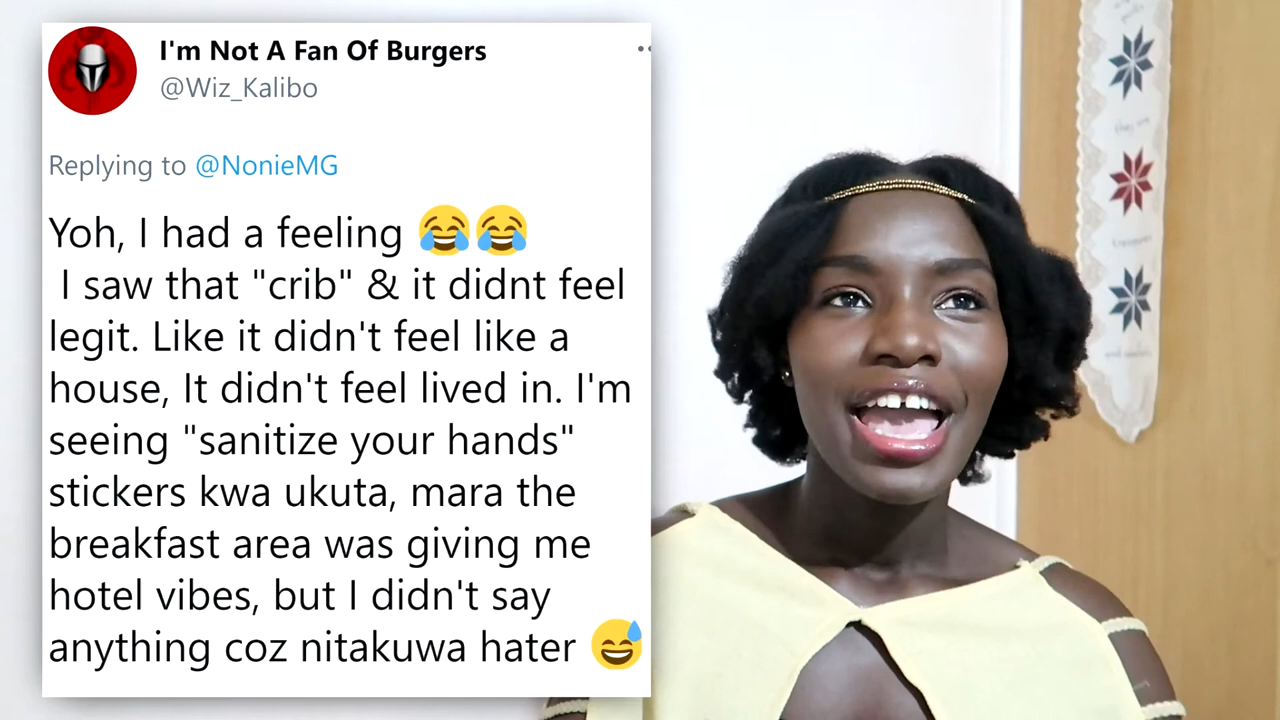 I'm Not A Fan Of Burgers
@Wiz_Kalibo
Replying to @NonieMG
Yoh, I had a feeling 😂😂
I saw that "crib" & it didnt feel
legit. Like it didn't feel like a
house, It didn't feel lived in. I'm
seeing "sanitize your hands"
stickers kwa ukuta, mara the
breakfast area was giving me
hotel vibes, but I didn't say
anything coz nitakuwa hater 😅